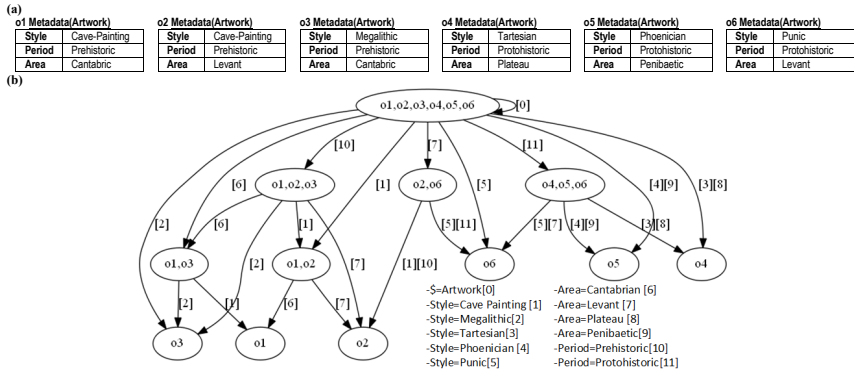 (a)
o1 Metadata(Artwork) o2 Metadata(Artwork) o3 Metadata(Artwork) o4 Metadata(Artwork) o5 Metadata(Artwork) o6 Metadata(Artwork)
Style Cave-Painting Style Cave-Painting Style Megalithic Style Tartesian Style Phoenician Style Punic
Period Prehistoric Period Prehistoric Period Prehistoric Period Protohistoric Period Protohistoric Period Protohistoric
Area Cantabric Area Levant Area Cantabric Area Plateau Area Penibaetic Area Levant
(b)
o1,o2,o3,o4,o5,o6 [0]
[10] [7] [11]
[6] o1,o2,o3 [1] o2,o6 [5] o4,o5,o6 [4][9] [3][8]
[2] [6] [1] [5][11] [5][7] [4][9] [3][8]
o1,o3 [2] o1,o2 [7] [1][10] o6 o5 o4
[2] [1] [6] [7]
o3 o1 o2
-$=Artwork[0] -Area=Cantabrian [6]
-Style=Cave Painting [1] -Area=Levant [7]
-Style=Megalithic[2] -Area=Plateau [8]
-Style=Tartesian[3] -Area=Penibaetic[9]
-Style=Phoenician [4] -Period=Prehistoric[10]
-Style=Punic[5] -Period=Protohistoric[11]